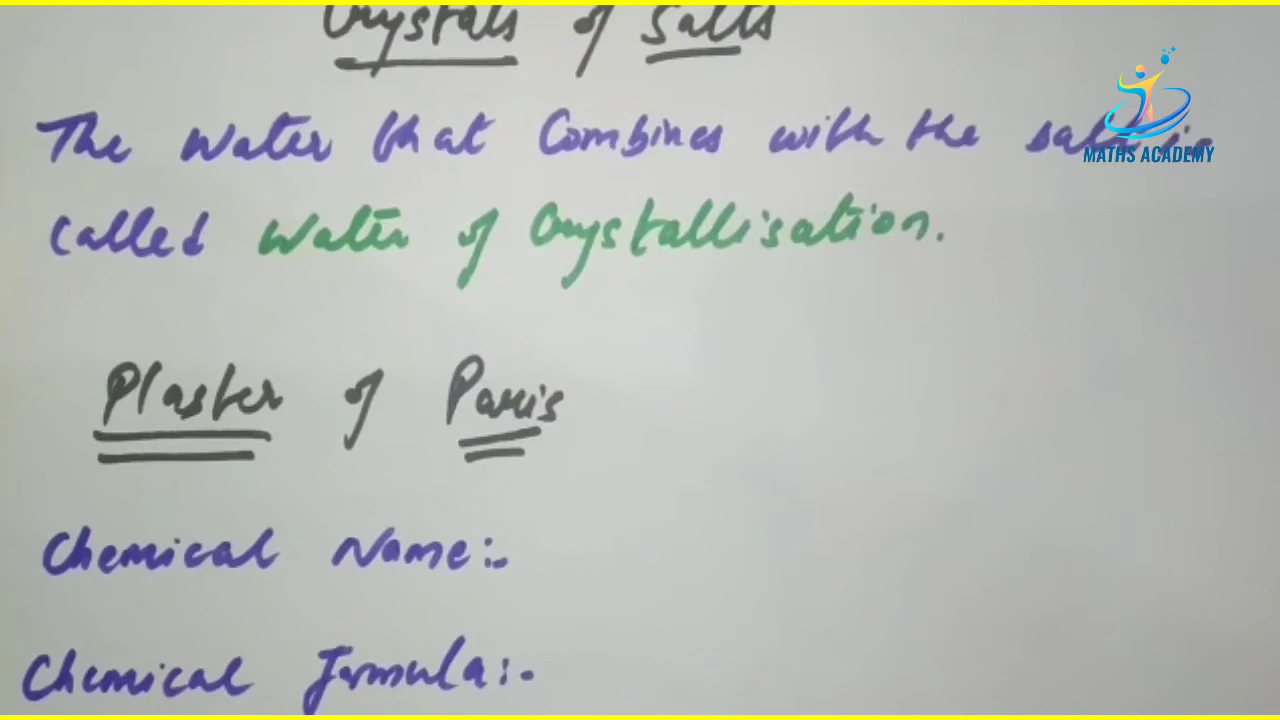 Crystals of Salts
The water that Combines with the salt is
MATHS ACADEMY
called water of Crystallisation.
Plaster of Paris
Chemical Name:-
Chemical Formula:-